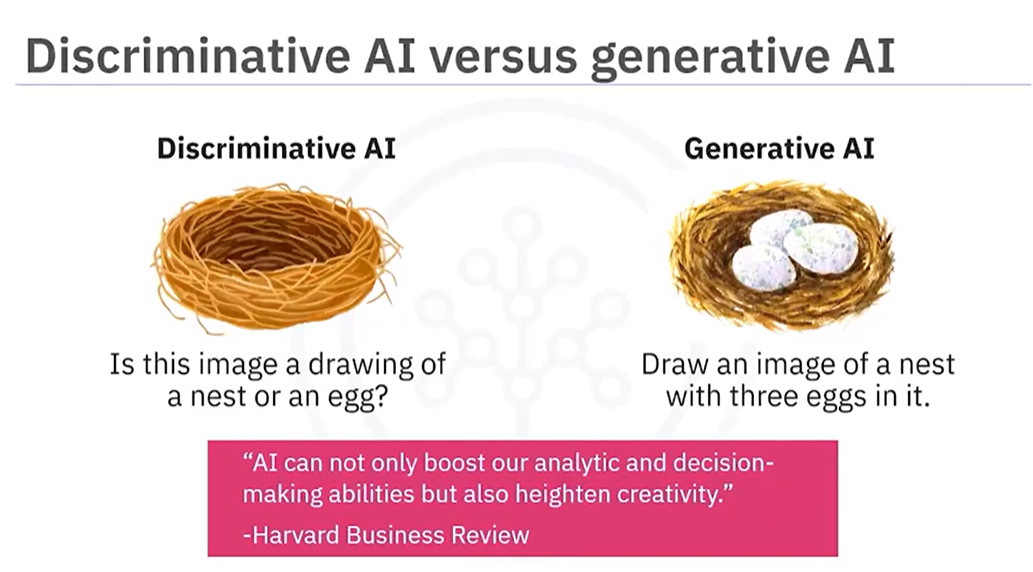 Discriminative AI versus generative AI
Discriminative AI
Is this image a drawing of
a nest or an egg?
Generative AI
Draw an image of a nest
with three eggs in it.
“AI can not only boost our analytic and decision-
making abilities but also heighten creativity.”
-Harvard Business Review